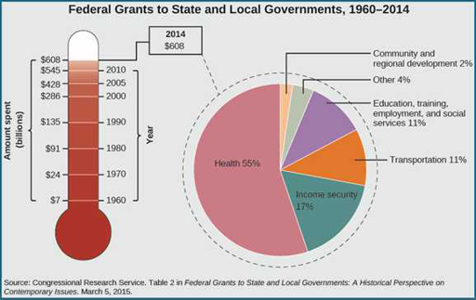 Federal Grants to State and Local Governments, 1960–2014
2014
$608
$608
$545 2010
$428 2005
$286 2000
$135 1990
$91 1980
$24 1970
$7 1960
Amount spent
(billions)
Year
Community and
regional development 2%
Other 4%
Education, training,
employment, and social
services 11%
Transportation 11%
Income security
17%
Health 55%
Source: Congressional Research Service. Table 2 in Federal Grants to State and Local Governments: A Historical Perspective on
Contemporary Issues. March 5, 2015.